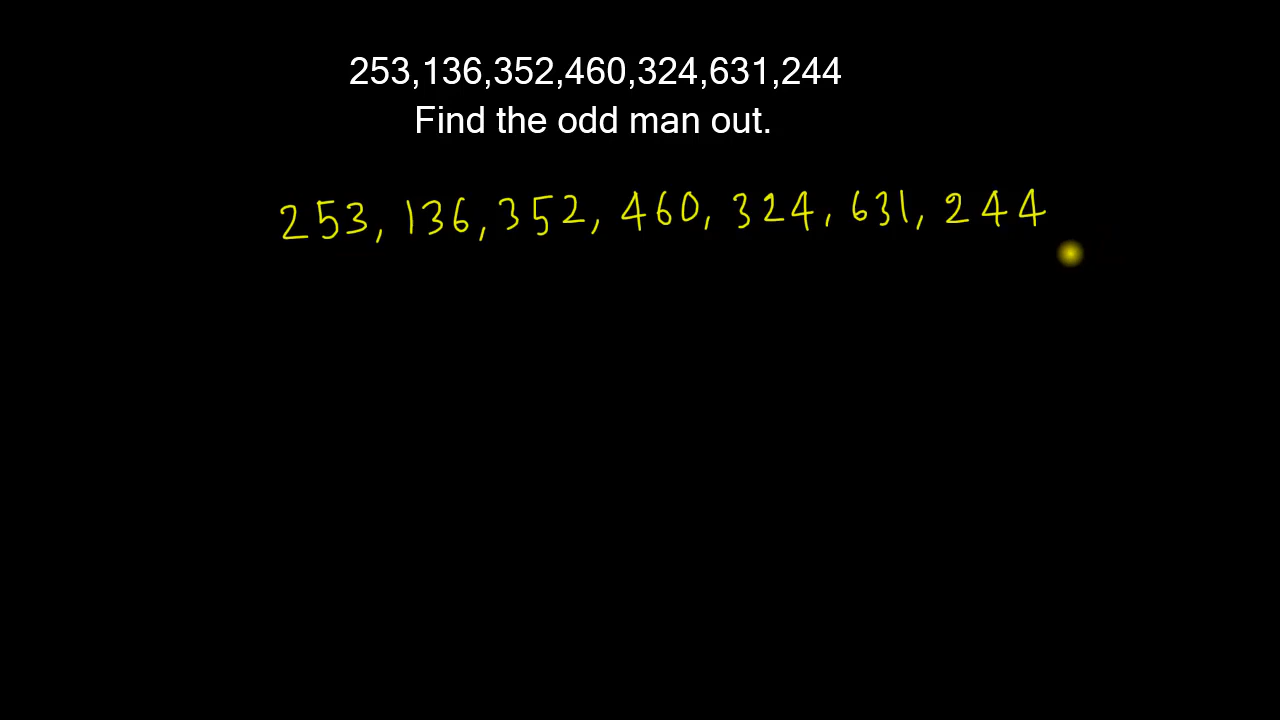 253,136,352,460,324,631,244
Find the odd man out.
253, 136, 352, 460, 324, 631, 244